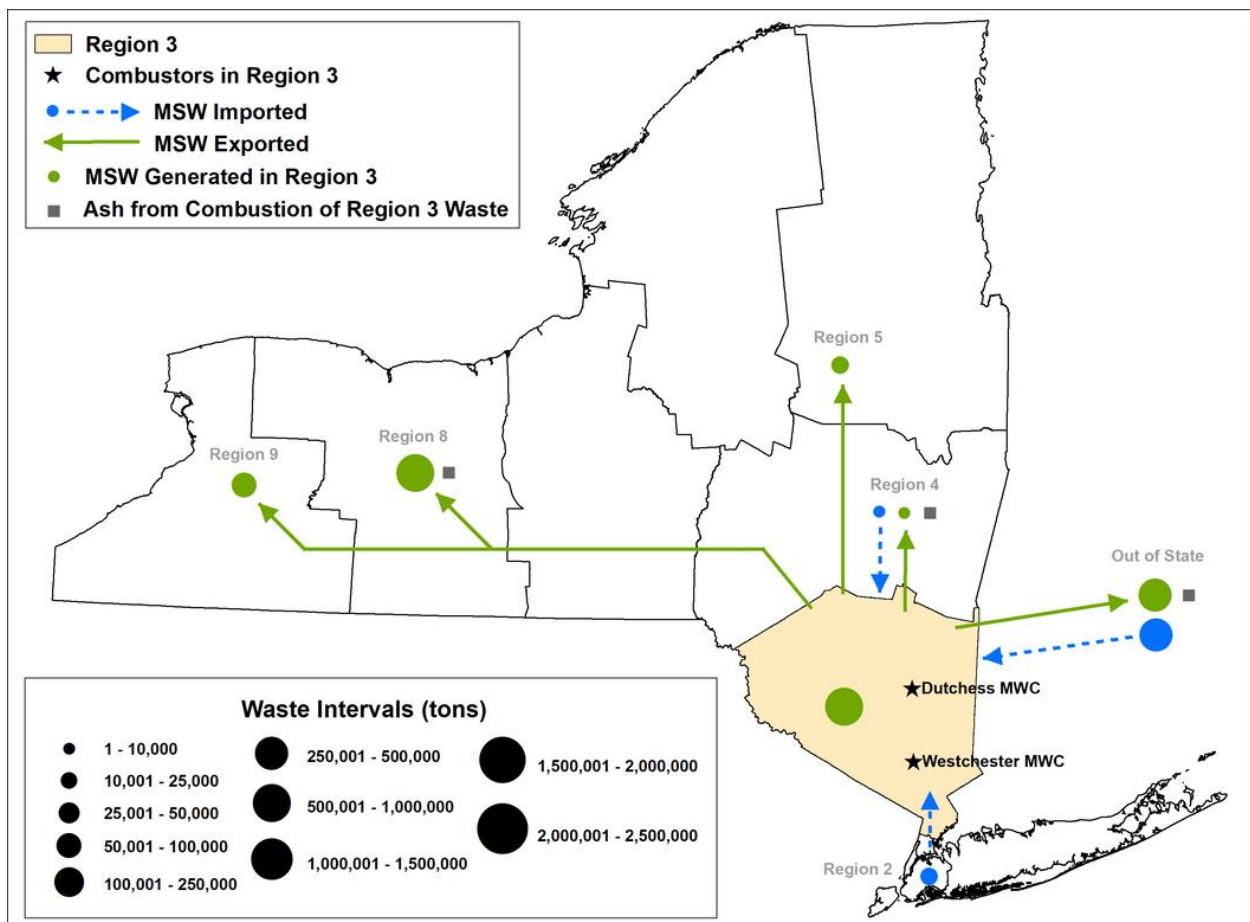 Region 3
Combustors in Region 3
MSW Imported
MSW Exported
MSW Generated in Region 3
Ash from Combustion of Region 3 Waste
Region 5
Region 8
Region 9
Region 4
Out of State
Dutchess MWC
Westchester MWC
Region 2
Waste Intervals (tons)
1 - 10,000
10,001 - 25,000
25,001 - 50,000
50,001 - 100,000
100,001 - 250,000
250,001 - 500,000
500,001 - 1,000,000
1,000,001 - 1,500,000
1,500,001 - 2,000,000
2,000,001 - 2,500,000